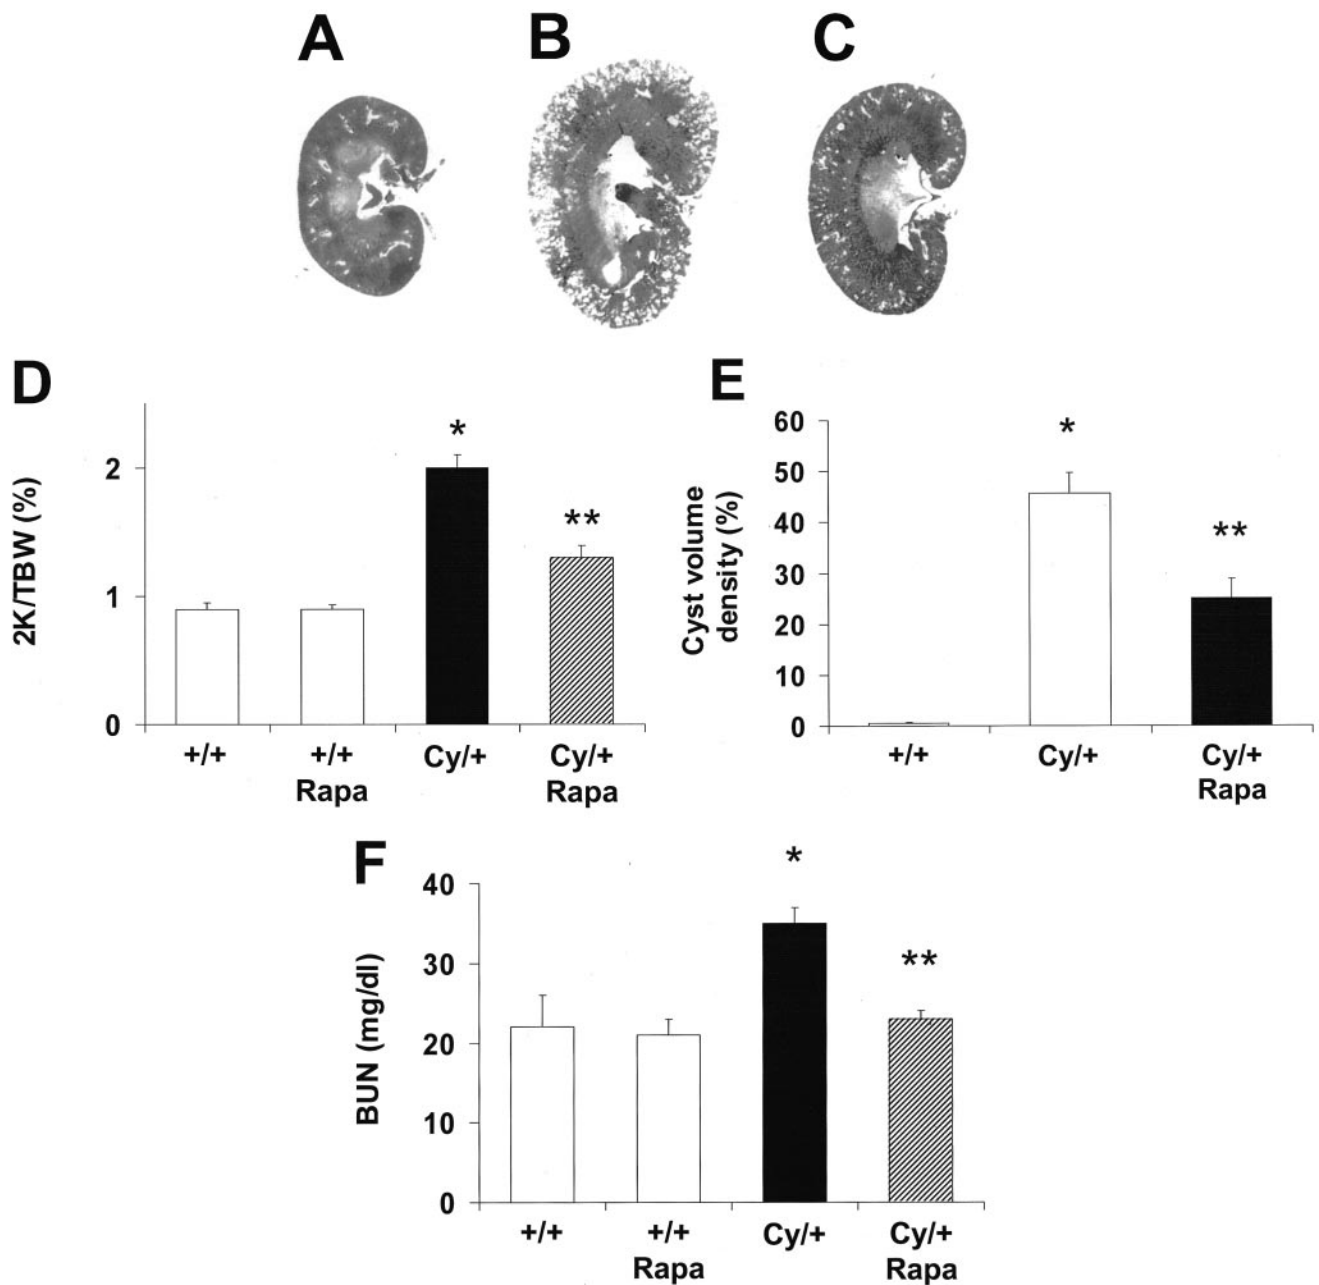 A
B
C
D
2K/TBW (%)
2
1
0
*
**
+/+
+/+
Rapa
Cy/+
Cy/+
Rapa
E
Cyst volume
density (%)
60
50
40
30
20
10
0
*
**
+/+
Cy/+
Cy/+
Rapa
F
BUN (mg/dl)
40
30
20
10
0
*
**
+/+
+/+
Rapa
Cy/+
Cy/+
Rapa